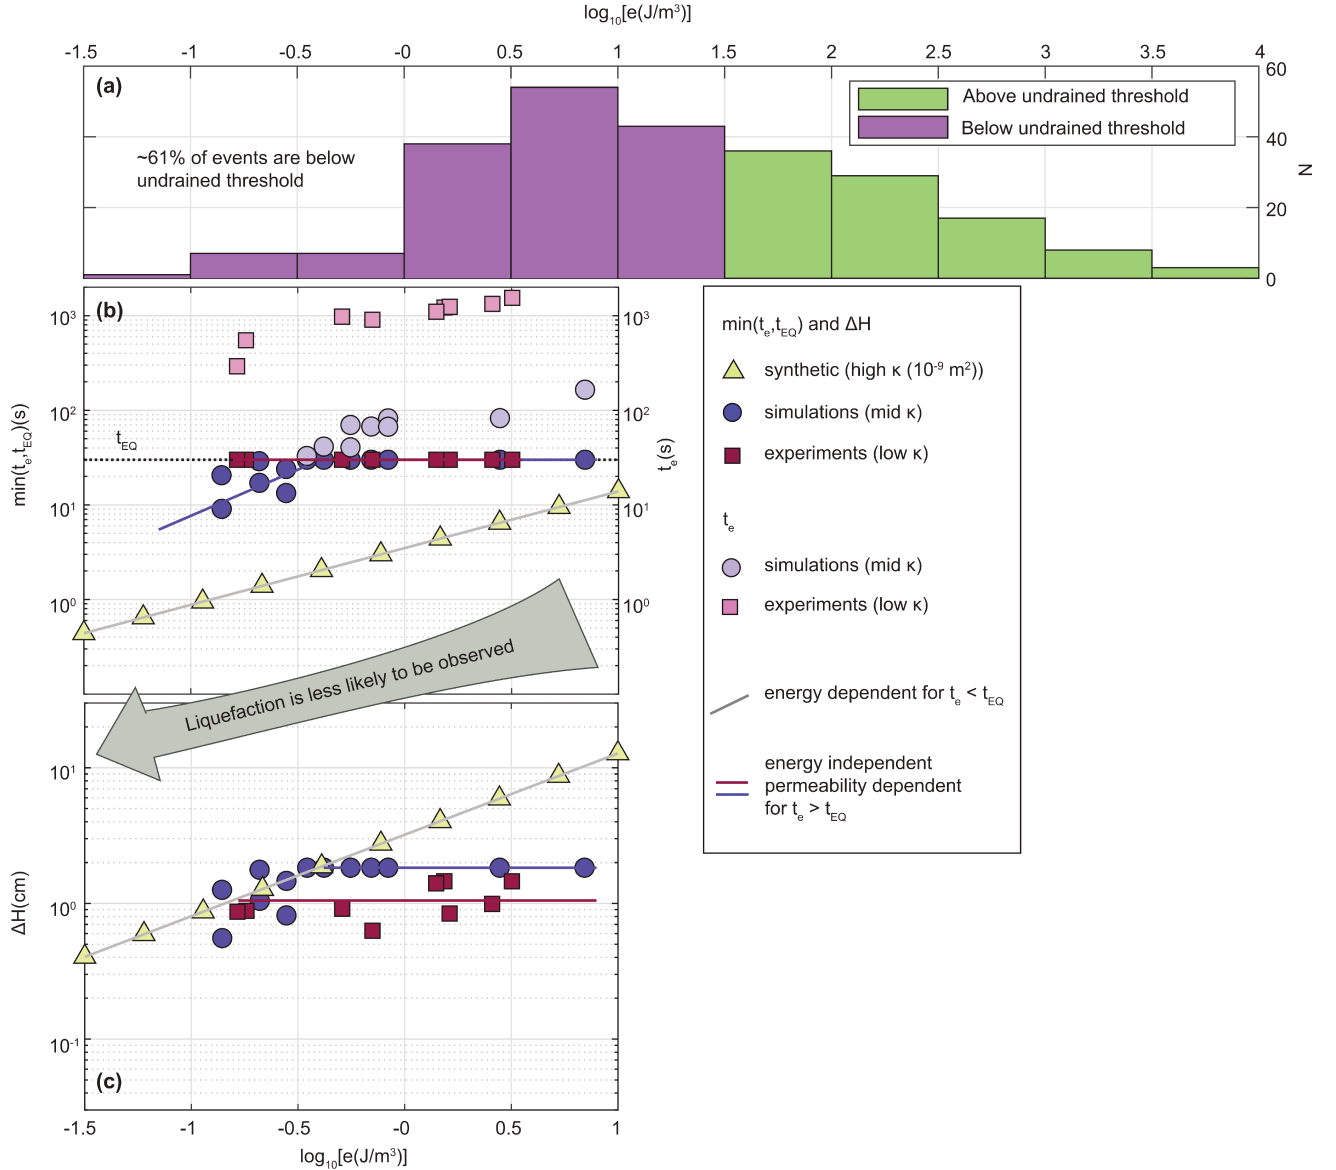 log10[e(J/m³)]
-1.5 -1 -0.5 -0 0.5 1 1.5 2 2.5 3 3.5 4
(a)
60
Above undrained threshold
Below undrained threshold
40
~61% of events are below
undrained threshold
N
20
0
(b)
10³ 10³
10² 10²
tEQ
min(te,tEQ)(s)
te(s)
10¹ 10¹
10⁰ 10⁰
Liquefaction is less likely to be observed
min(te,tEQ) and ΔH
synthetic (high κ (10⁻⁹ m²))
simulations (mid κ)
experiments (low κ)
te
simulations (mid κ)
experiments (low κ)
energy dependent for te < tEQ
energy independent
permeability dependent
for te > tEQ
10¹
ΔH(cm)
10⁰
10⁻¹
(c)
-1.5 -1 -0.5 -0 0.5 1
log10[e(J/m³)]